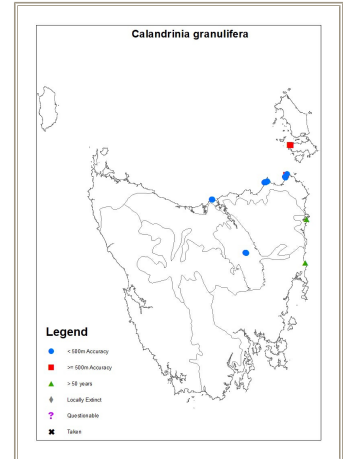 Calandrinia granulifera
Legend
< 500m Accuracy
>= 500m Accuracy
> 50 years
Locally Extinct
? Questionable
Taken